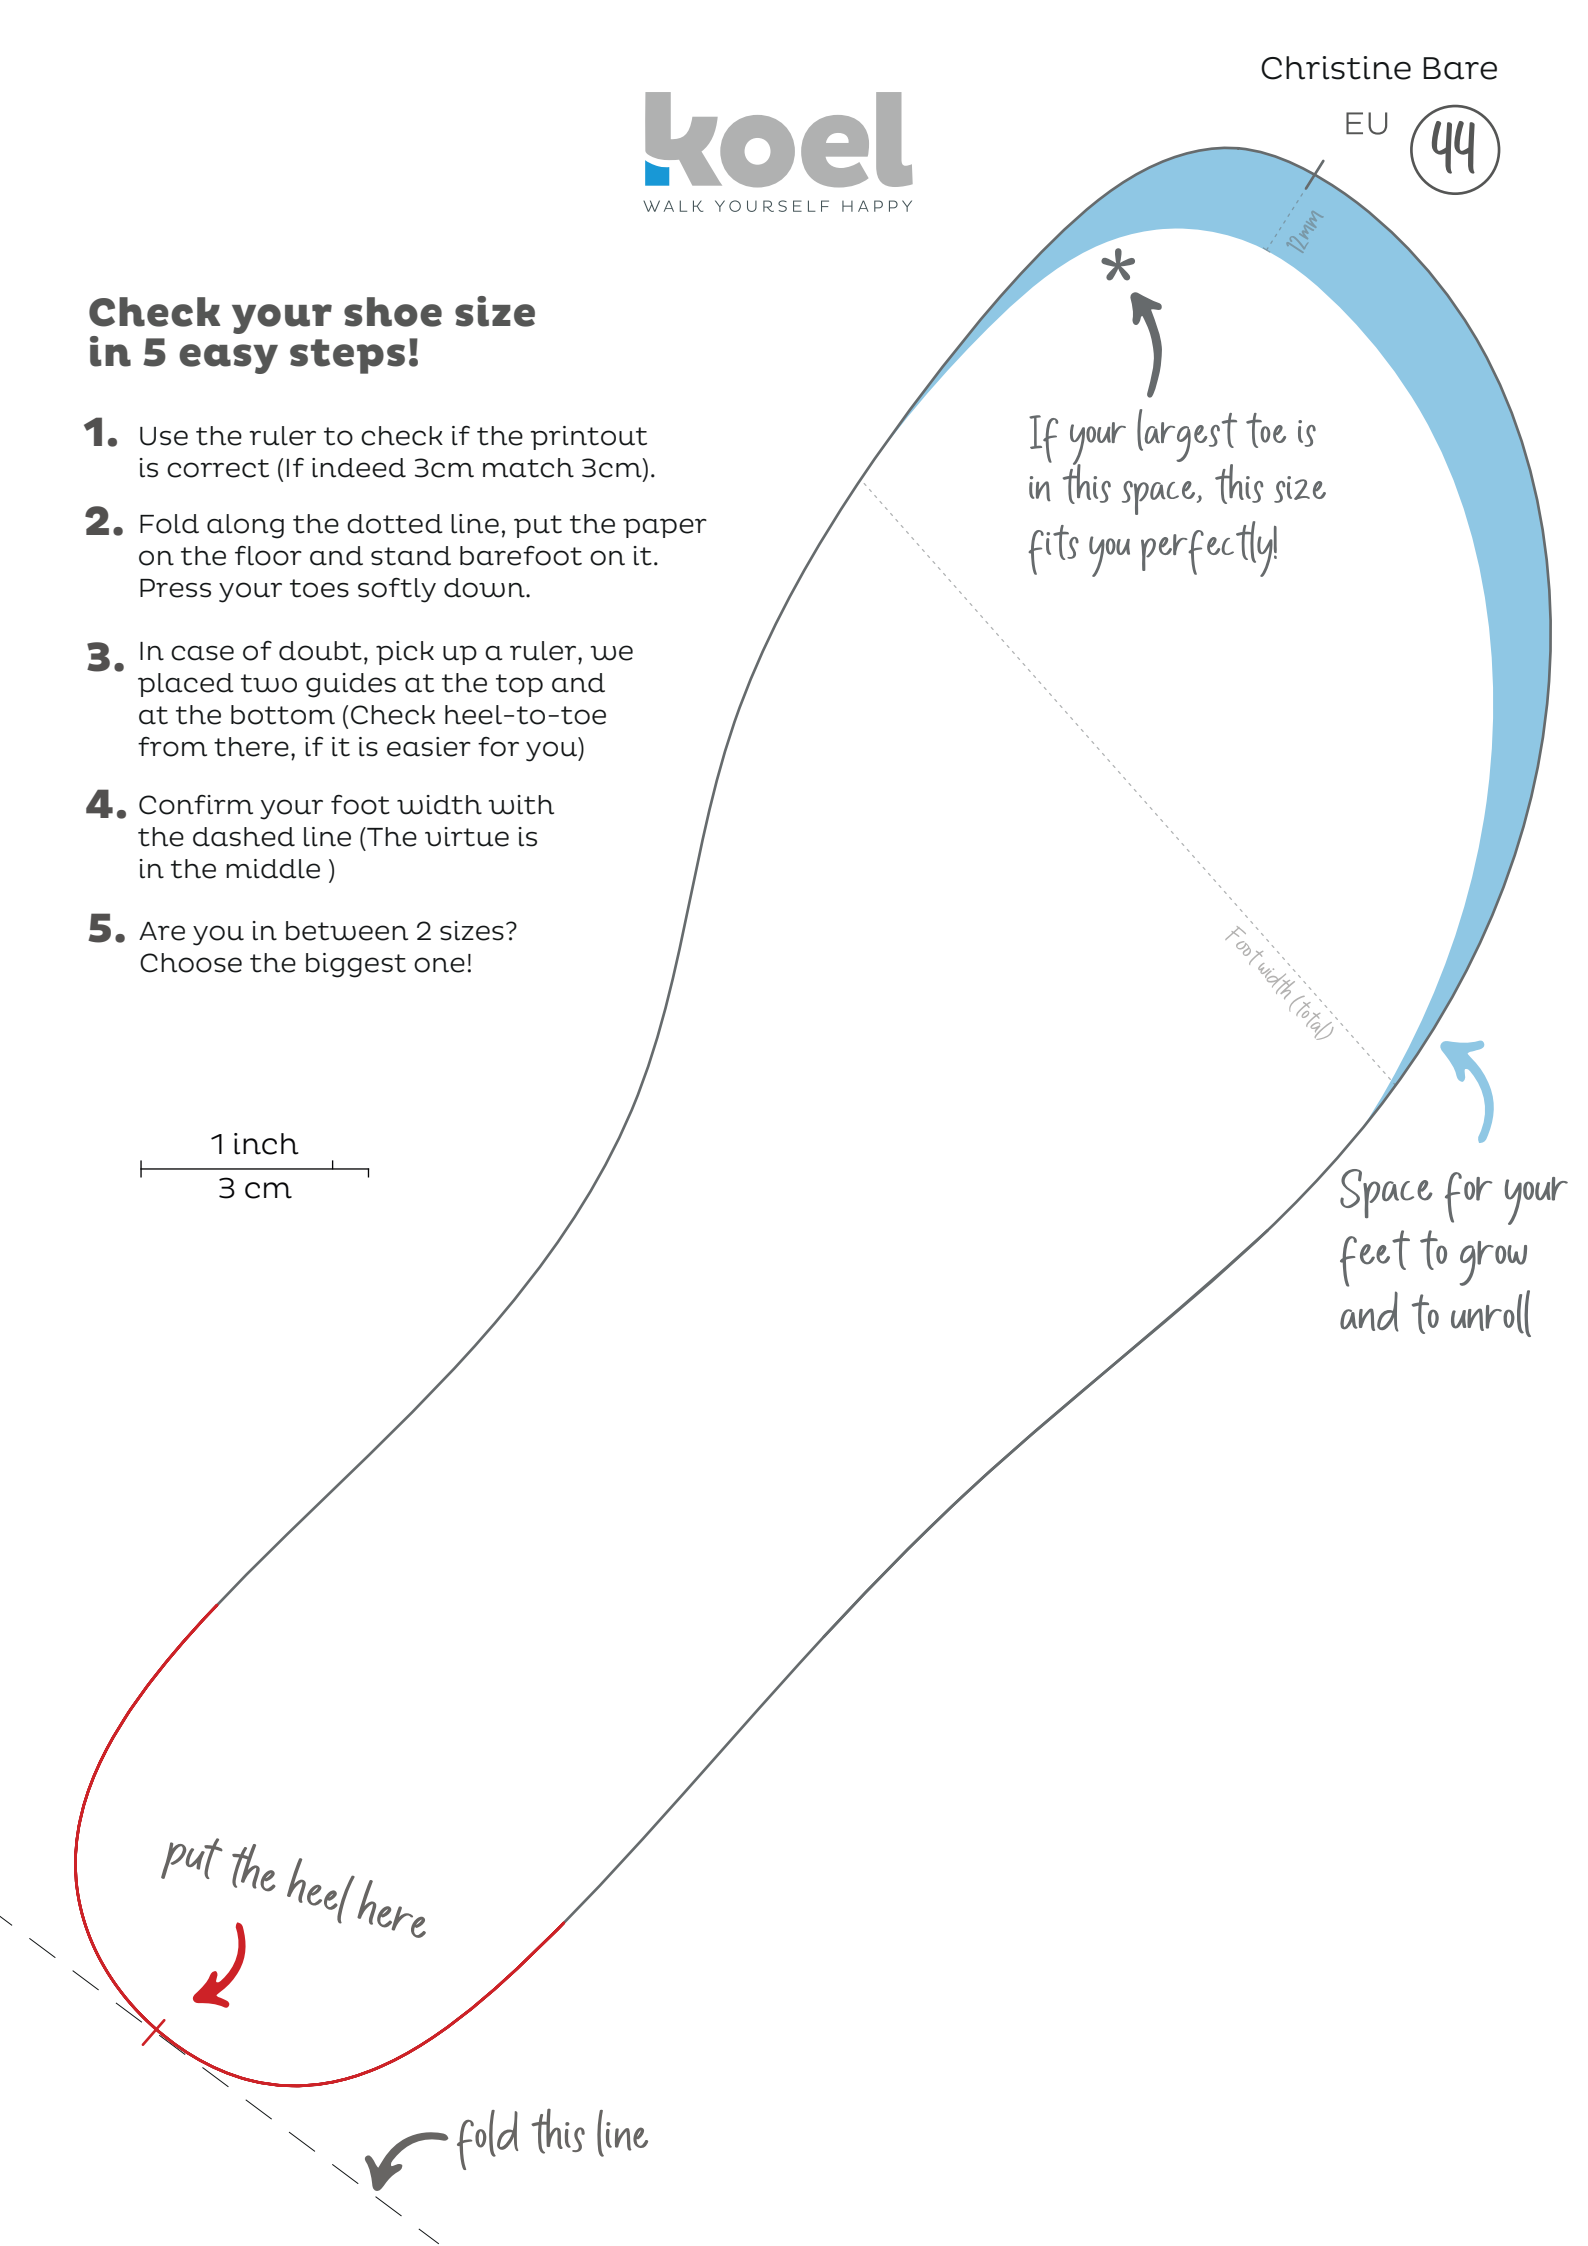 Christine Bare
EU 44
koel
WALK YOURSELF HAPPY
12mm
Check your shoe size
in 5 easy steps!
1. Use the ruler to check if the printout
is correct (If indeed 3cm match 3cm).
2. Fold along the dotted line, put the paper
on the floor and stand barefoot on it.
Press your toes softly down.
3. In case of doubt, pick up a ruler, we
placed two guides at the top and
at the bottom (Check heel-to-toe
from there, if it is easier for you)
4. Confirm your foot width with
the dashed line (The virtue is
in the middle )
5. Are you in between 2 sizes?
Choose the biggest one!
*
If your largest toe is
in this space, this size
fits you perfectly!
Foot width (total)
1 inch
3 cm
Space for your
feet to grow
and to unroll
put the heel here
fold this line